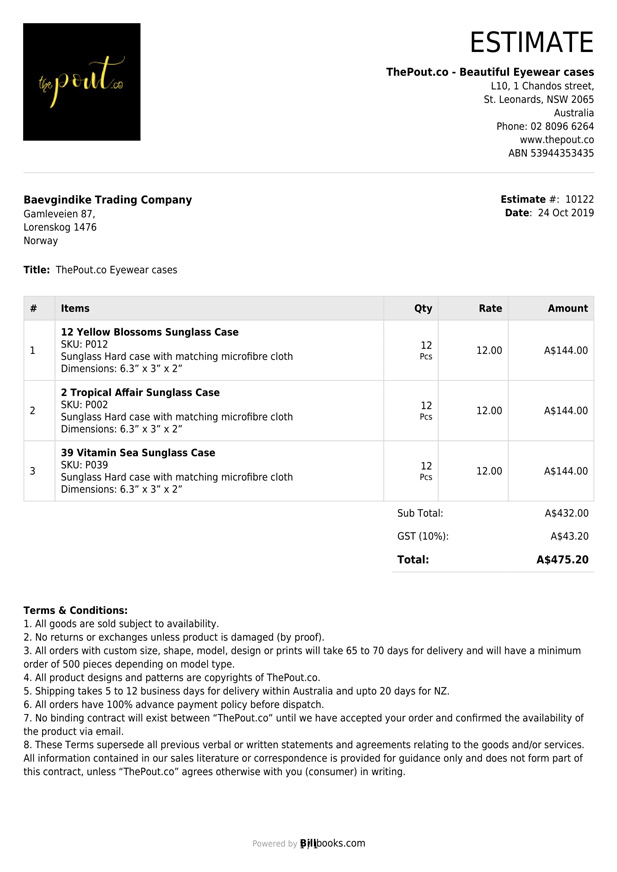 the pout.co
ESTIMATE
ThePout.co - Beautiful Eyewear cases
L10, 1 Chandos street,
St. Leonards, NSW 2065
Australia
Phone: 02 8096 6264
www.thepout.co
ABN 53944353435
Baevgindike Trading Company
Gamleveien 87,
Lorenskog 1476
Norway
Estimate #: 10122
Date: 24 Oct 2019
Title: ThePout.co Eyewear cases
# Items Qty Rate Amount
12 Yellow Blossoms Sunglass Case
SKU: P012
1 12 Pcs 12.00 A$144.00
Sunglass Hard case with matching microfibre cloth
Dimensions: 6.3” x 3” x 2”
2 Tropical Affair Sunglass Case
SKU: P002
2 12 Pcs 12.00 A$144.00
Sunglass Hard case with matching microfibre cloth
Dimensions: 6.3” x 3” x 2”
39 Vitamin Sea Sunglass Case
SKU: P039
3 12 Pcs 12.00 A$144.00
Sunglass Hard case with matching microfibre cloth
Dimensions: 6.3” x 3” x 2”
Sub Total: A$432.00
GST (10%): A$43.20
Total: A$475.20
Terms & Conditions:
1. All goods are sold subject to availability.
2. No returns or exchanges unless product is damaged (by proof).
3. All orders with custom size, shape, model, design or prints will take 65 to 70 days for delivery and will have a minimum
order of 500 pieces depending on model type.
4. All product designs and patterns are copyrights of ThePout.co.
5. Shipping takes 5 to 12 business days for delivery within Australia and upto 20 days for NZ.
6. All orders have 100% advance payment policy before dispatch.
7. No binding contract will exist between “ThePout.co” until we have accepted your order and confirmed the availability of
the product via email.
8. These Terms supersede all previous verbal or written statements and agreements relating to the goods and/or services.
All information contained in our sales literature or correspondence is provided for guidance only and does not form part of
this contract, unless “ThePout.co” agrees otherwise with you (consumer) in writing.
Powered by Billbooks.com